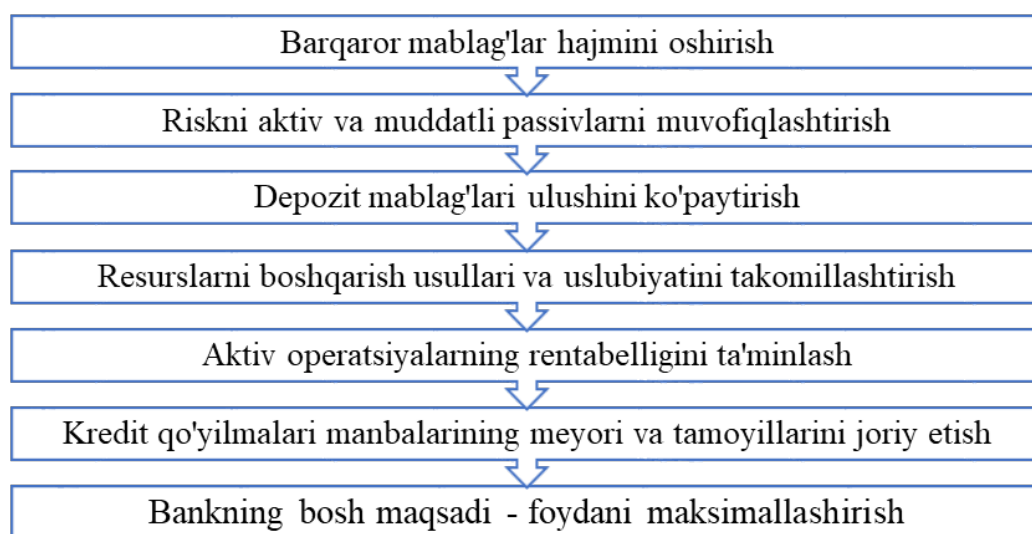 Barqaror mablag'lar hajmini oshirish
Riskni aktiv va muddatli passivlarni muvofiqlashtirish
Depozit mablag'lari ulushini ko'paytirish
Resurslarni boshqarish usullari va uslubiyatini takomillashtirish
Aktiv operatsiyalarning rentabelligini ta'minlash
Kredit qo'yilmalari manbalarining meyori va tamoyillarini joriy etish
Bankning bosh maqsadi - foydani maksimallashirish